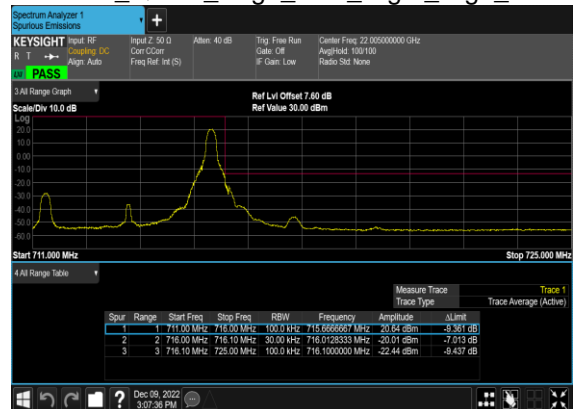 Spectrum Analyzer 1
Spurious Emissions
+
KEYSIGHT Input: RF Input Z: 50 Ω Atten: 40 dB Trig: Free Run Center Freq: 22.005000000 GHz
R T Coupling: DC Corr CCorr Gate: Off Avg|Hold: 100/100
Align: Auto Freq Ref: Int (S) IF Gain: Low Radio Std: None
PASS
3 All Range Graph
Ref Lvl Offset 7.60 dB
Scale/Div 10.0 dB Ref Value 30.00 dBm
Log
20.0
10.0
0.00
-10.0
-20.0
-30.0
-40.0
-50.0
-60.0
Start 711.000 MHz Stop 725.000 MHz
4 All Range Table
Measure Trace Trace 1
Trace Type Trace Average (Active)
Spur Range Start Freq Stop Freq RBW Frequency Amplitude ΔLimit
1 1 711.00 MHz 716.00 MHz 100.0 kHz 715.6666667 MHz 20.64 dBm -9.361 dB
2 2 716.00 MHz 716.10 MHz 30.00 kHz 716.0128333 MHz -20.01 dBm -7.013 dB
3 3 716.10 MHz 725.00 MHz 100.0 kHz 716.1000000 MHz -22.44 dBm -9.437 dB
? Dec 09, 2022
3:07:36 PM